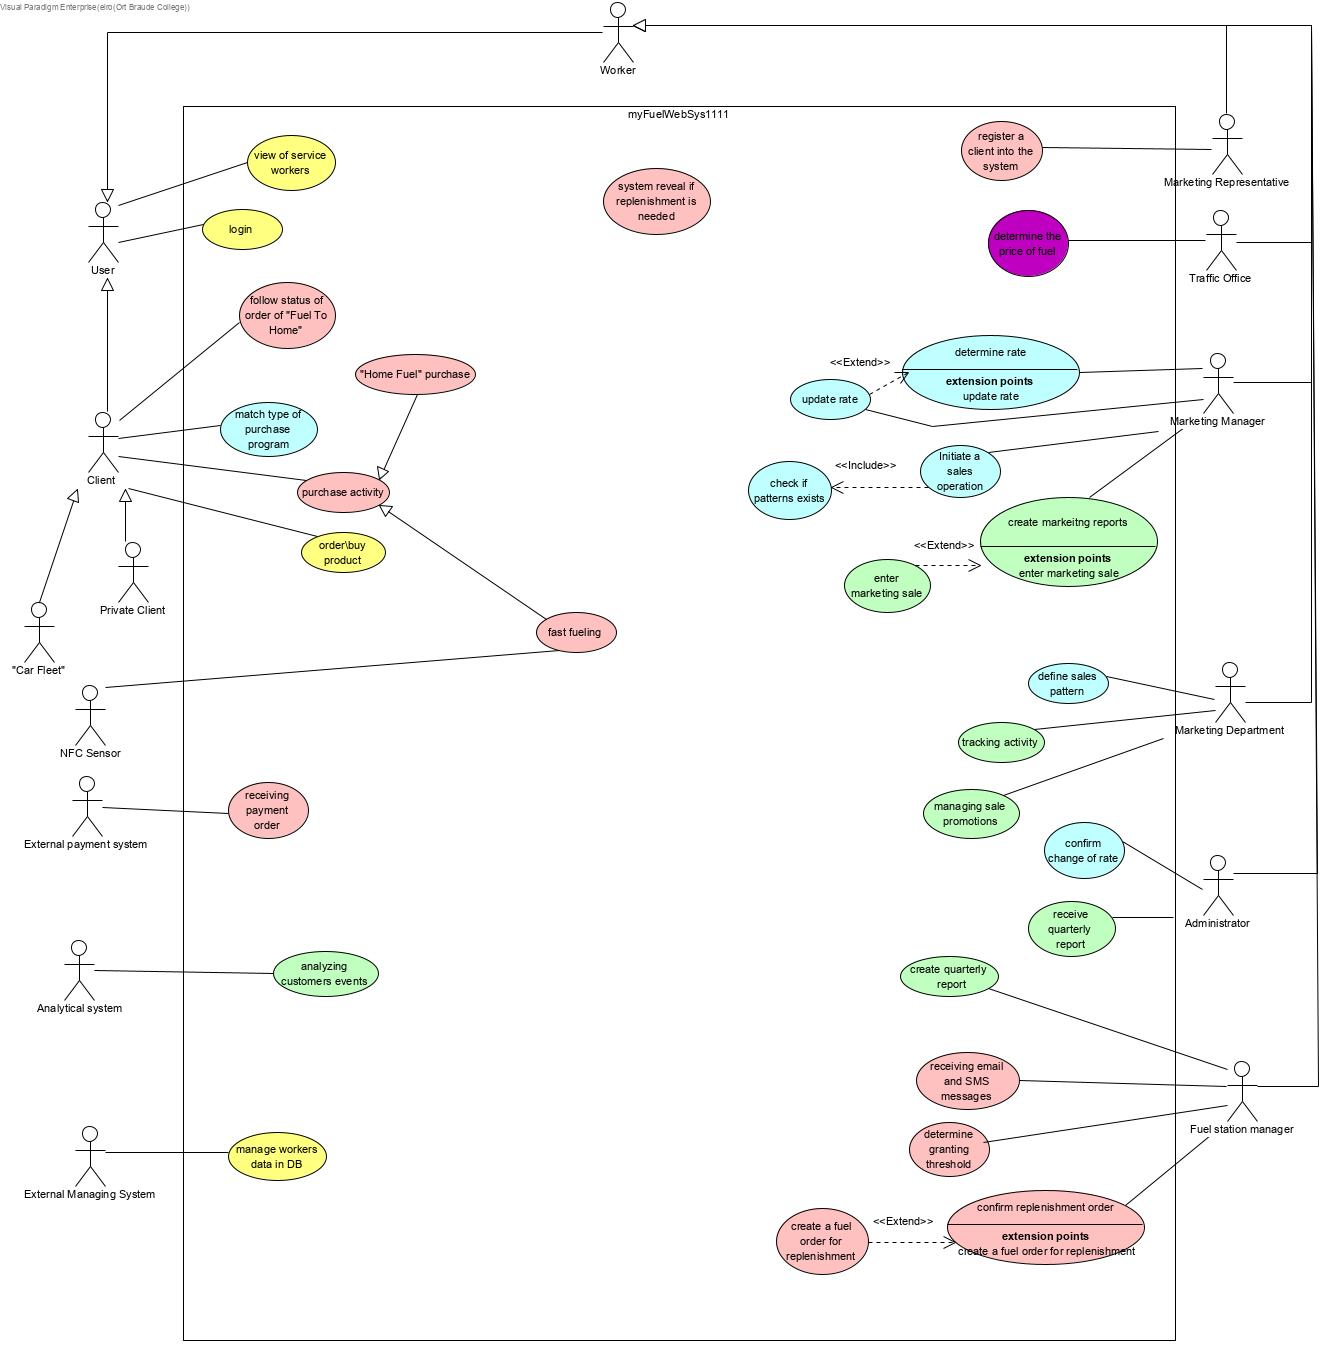 Visual Paradigm Enterprise(eiro(Ort Braude College))
Worker
myFuelWebSys1111
view of service
workers
login
User
system reveal if
replenishment is
needed
register a
client into the
system
Marketing Representative
determine the
price of fuel
Traffic Office
follow status of
order of "Fuel To
Home"
"Home Fuel" purchase
match type of
purchase
program
Client
purchase activity
order\buy
product
Private Client
"Car Fleet"
fast fueling
NFC Sensor
<<Extend>>
determine rate
extension points
update rate
update rate
Marketing Manager
<<Include>>
Initiate a
sales
operation
check if
patterns exists
create markeitng reports
extension points
enter marketing sale
<<Extend>>
enter
marketing sale
define sales
pattern
tracking activity
Marketing Department
managing sale
promotions
receiving
payment
order
External payment system
confirm
change of rate
receive
quarterly
report
Administrator
analyzing
customers events
Analytical system
create quarterly
report
receiving email
and SMS
messages
determine
granting
threshold
Fuel station manager
manage workers
data in DB
External Managing System
create a fuel
order for
replenishment
<<Extend>>
confirm replenishment order
extension points
create a fuel order for replenishment